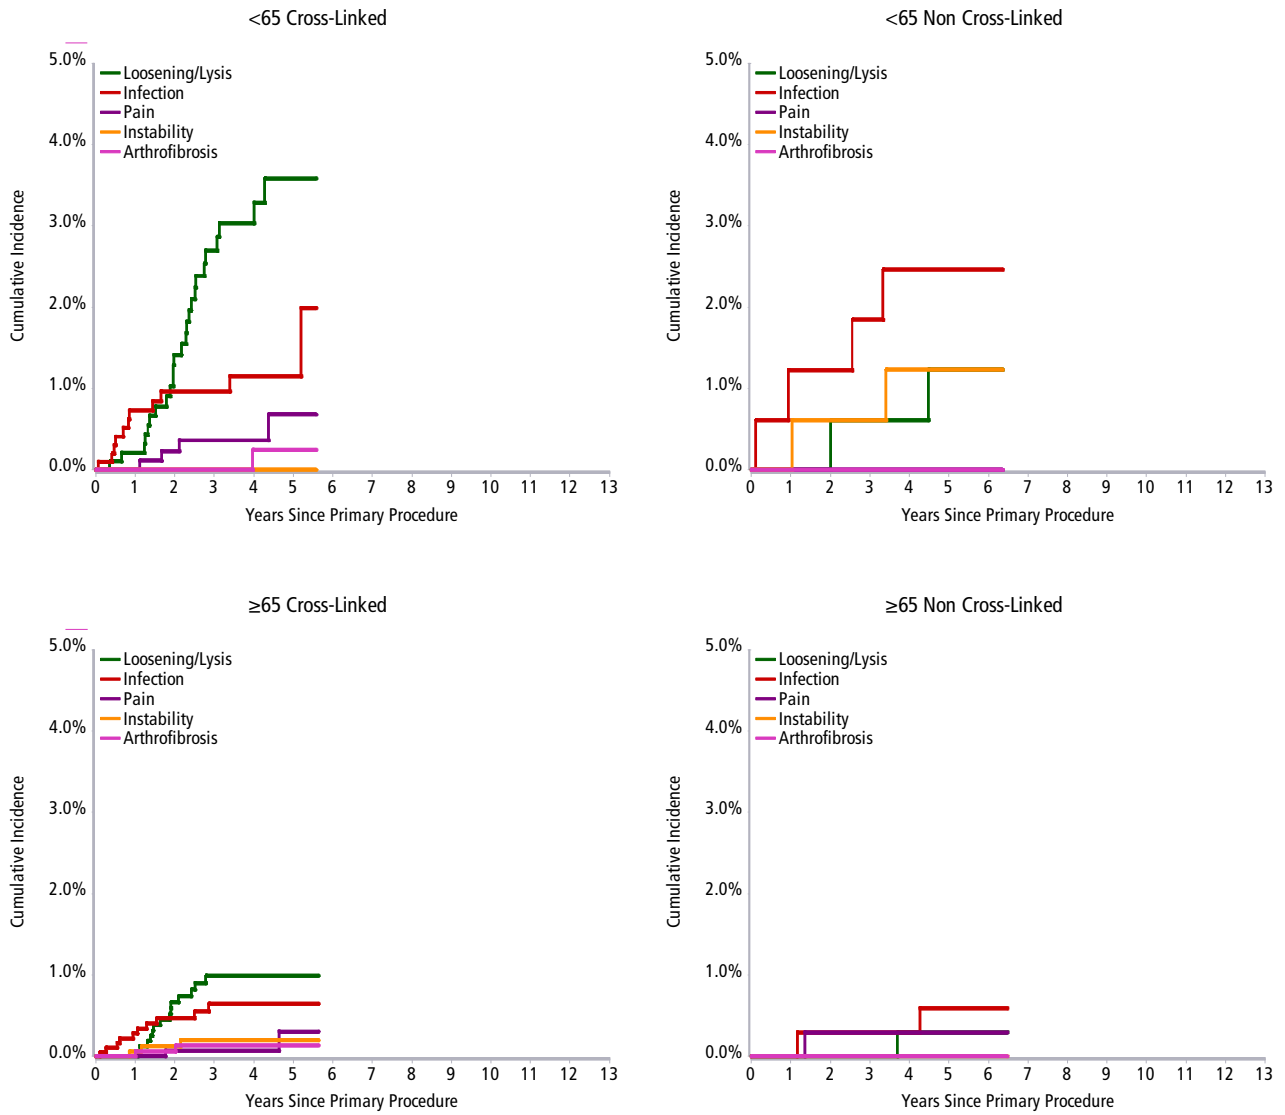 <65 Cross-Linked
5.0%
Loosening/Lysis
Infection
Pain
Instability
Arthrofibrosis
4.0%
3.0%
2.0%
1.0%
0.0%
Cumulative Incidence
0 1 2 3 4 5 6 7 8 9 10 11 12 13
Years Since Primary Procedure
<65 Non Cross-Linked
5.0%
Loosening/Lysis
Infection
Pain
Instability
Arthrofibrosis
4.0%
3.0%
2.0%
1.0%
0.0%
Cumulative Incidence
0 1 2 3 4 5 6 7 8 9 10 11 12 13
Years Since Primary Procedure
≥65 Cross-Linked
5.0%
Loosening/Lysis
Infection
Pain
Instability
Arthrofibrosis
4.0%
3.0%
2.0%
1.0%
0.0%
Cumulative Incidence
0 1 2 3 4 5 6 7 8 9 10 11 12 13
Years Since Primary Procedure
≥65 Non Cross-Linked
5.0%
Loosening/Lysis
Infection
Pain
Instability
Arthrofibrosis
4.0%
3.0%
2.0%
1.0%
0.0%
Cumulative Incidence
0 1 2 3 4 5 6 7 8 9 10 11 12 13
Years Since Primary Procedure